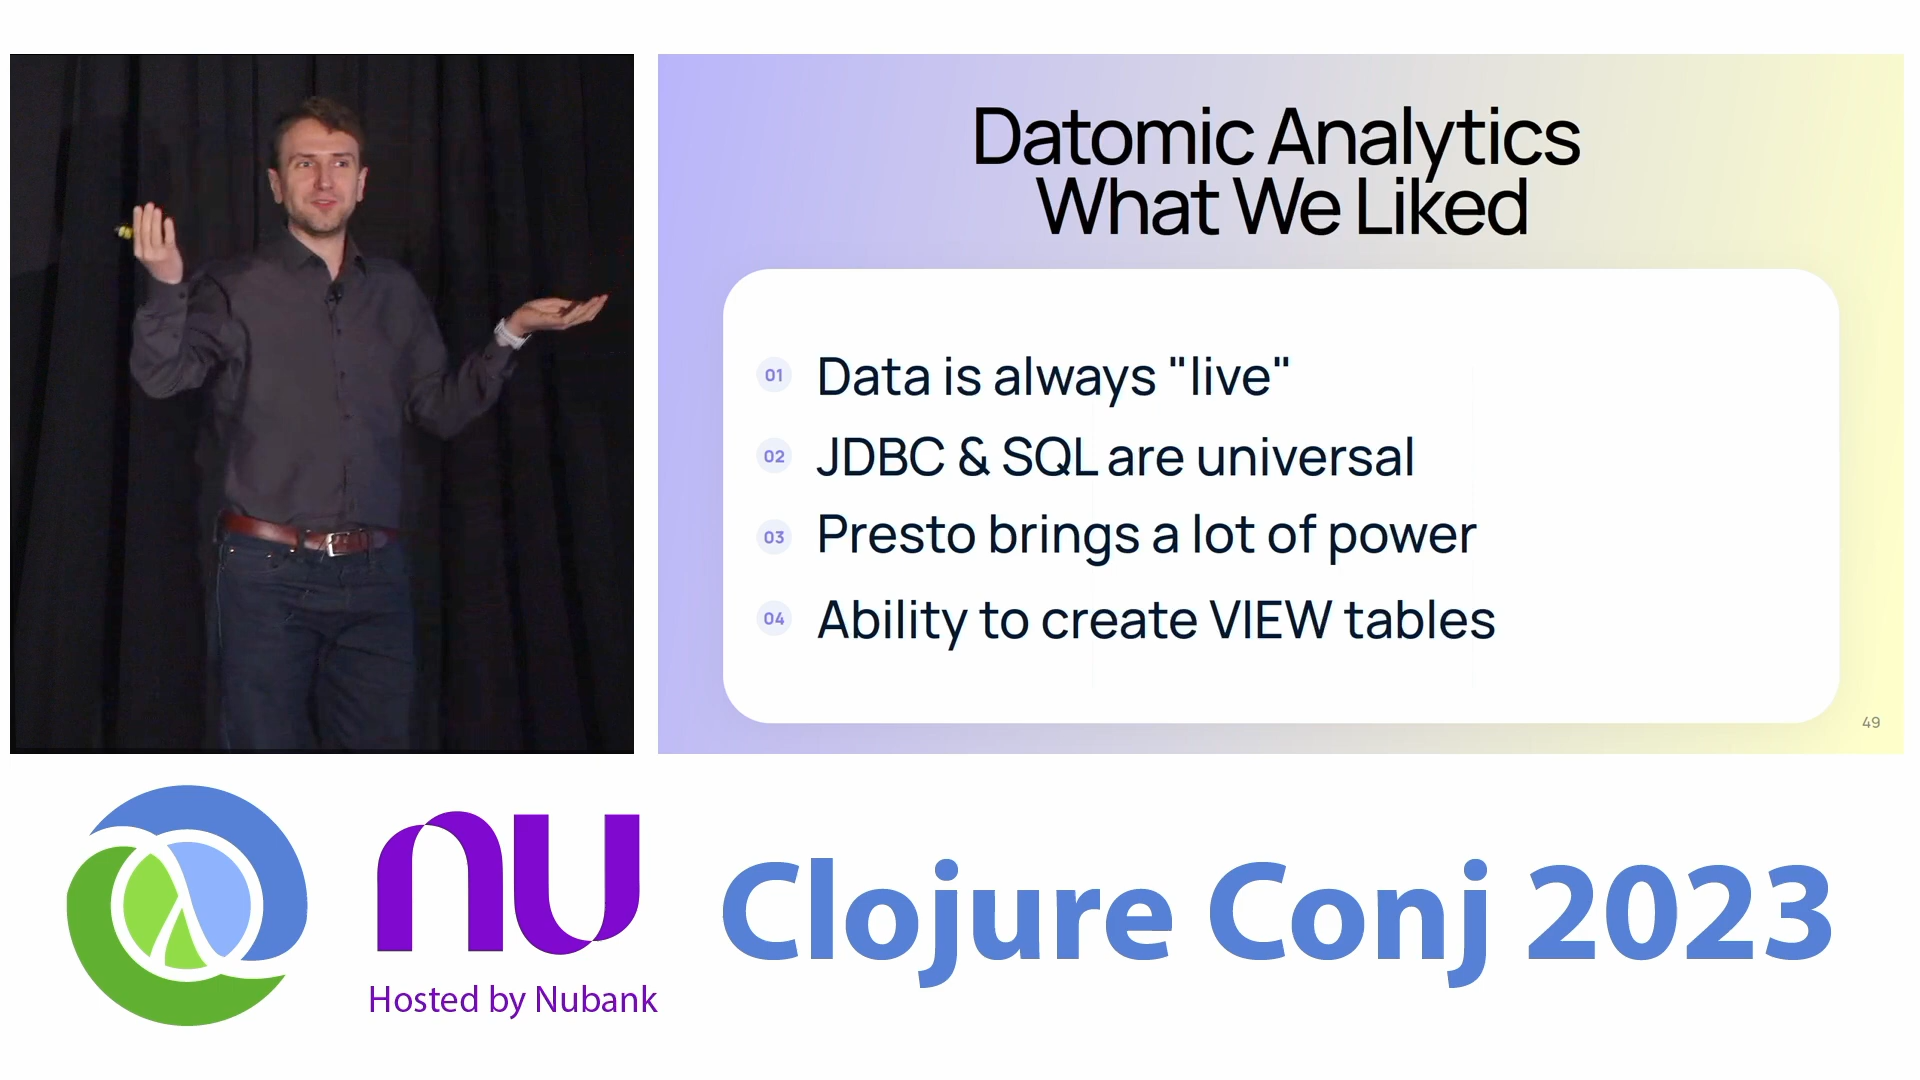 Datomic Analytics
What We Liked
01 Data is always "live"
02 JDBC & SQL are universal
03 Presto brings a lot of power
04 Ability to create VIEW tables
49
nu
Hosted by Nubank
Clojure Conj 2023